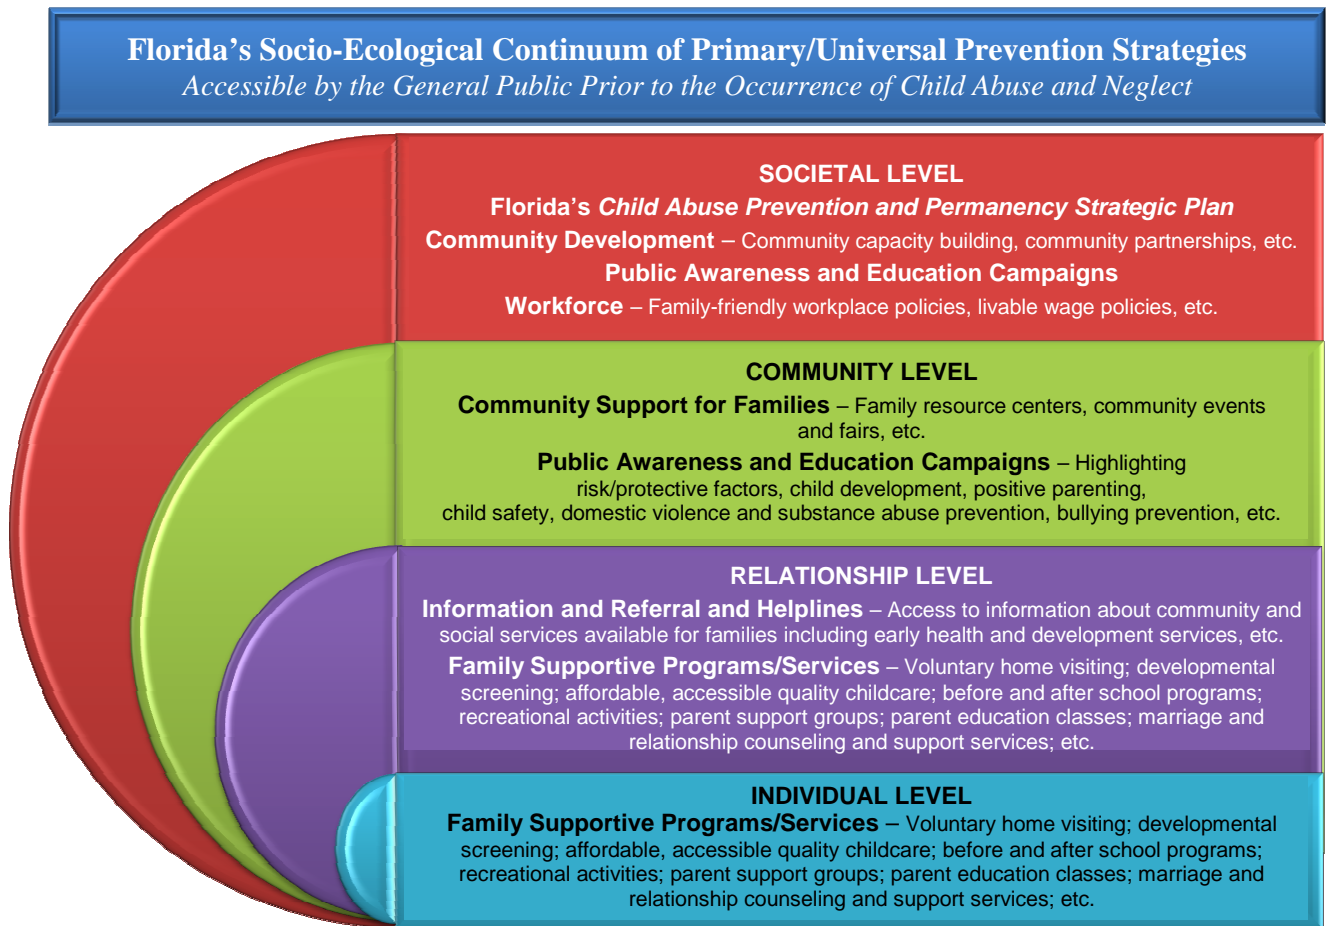 Florida’s Socio-Ecological Continuum of Primary/Universal Prevention Strategies
Accessible by the General Public Prior to the Occurrence of Child Abuse and Neglect
SOCIETAL LEVEL
Florida’s Child Abuse Prevention and Permanency Strategic Plan
Community Development – Community capacity building, community partnerships, etc.
Public Awareness and Education Campaigns
Workforce – Family-friendly workplace policies, livable wage policies, etc.
COMMUNITY LEVEL
Community Support for Families – Family resource centers, community events
and fairs, etc.
Public Awareness and Education Campaigns – Highlighting
risk/protective factors, child development, positive parenting,
child safety, domestic violence and substance abuse prevention, bullying prevention, etc.
RELATIONSHIP LEVEL
Information and Referral and Helplines – Access to information about community and
social services available for families including early health and development services, etc.
Family Supportive Programs/Services – Voluntary home visiting; developmental
screening; affordable, accessible quality childcare; before and after school programs;
recreational activities; parent support groups; parent education classes; marriage and
relationship counseling and support services; etc.
INDIVIDUAL LEVEL
Family Supportive Programs/Services – Voluntary home visiting; developmental
screening; affordable, accessible quality childcare; before and after school programs;
recreational activities; parent support groups; parent education classes; marriage and
relationship counseling and support services; etc.